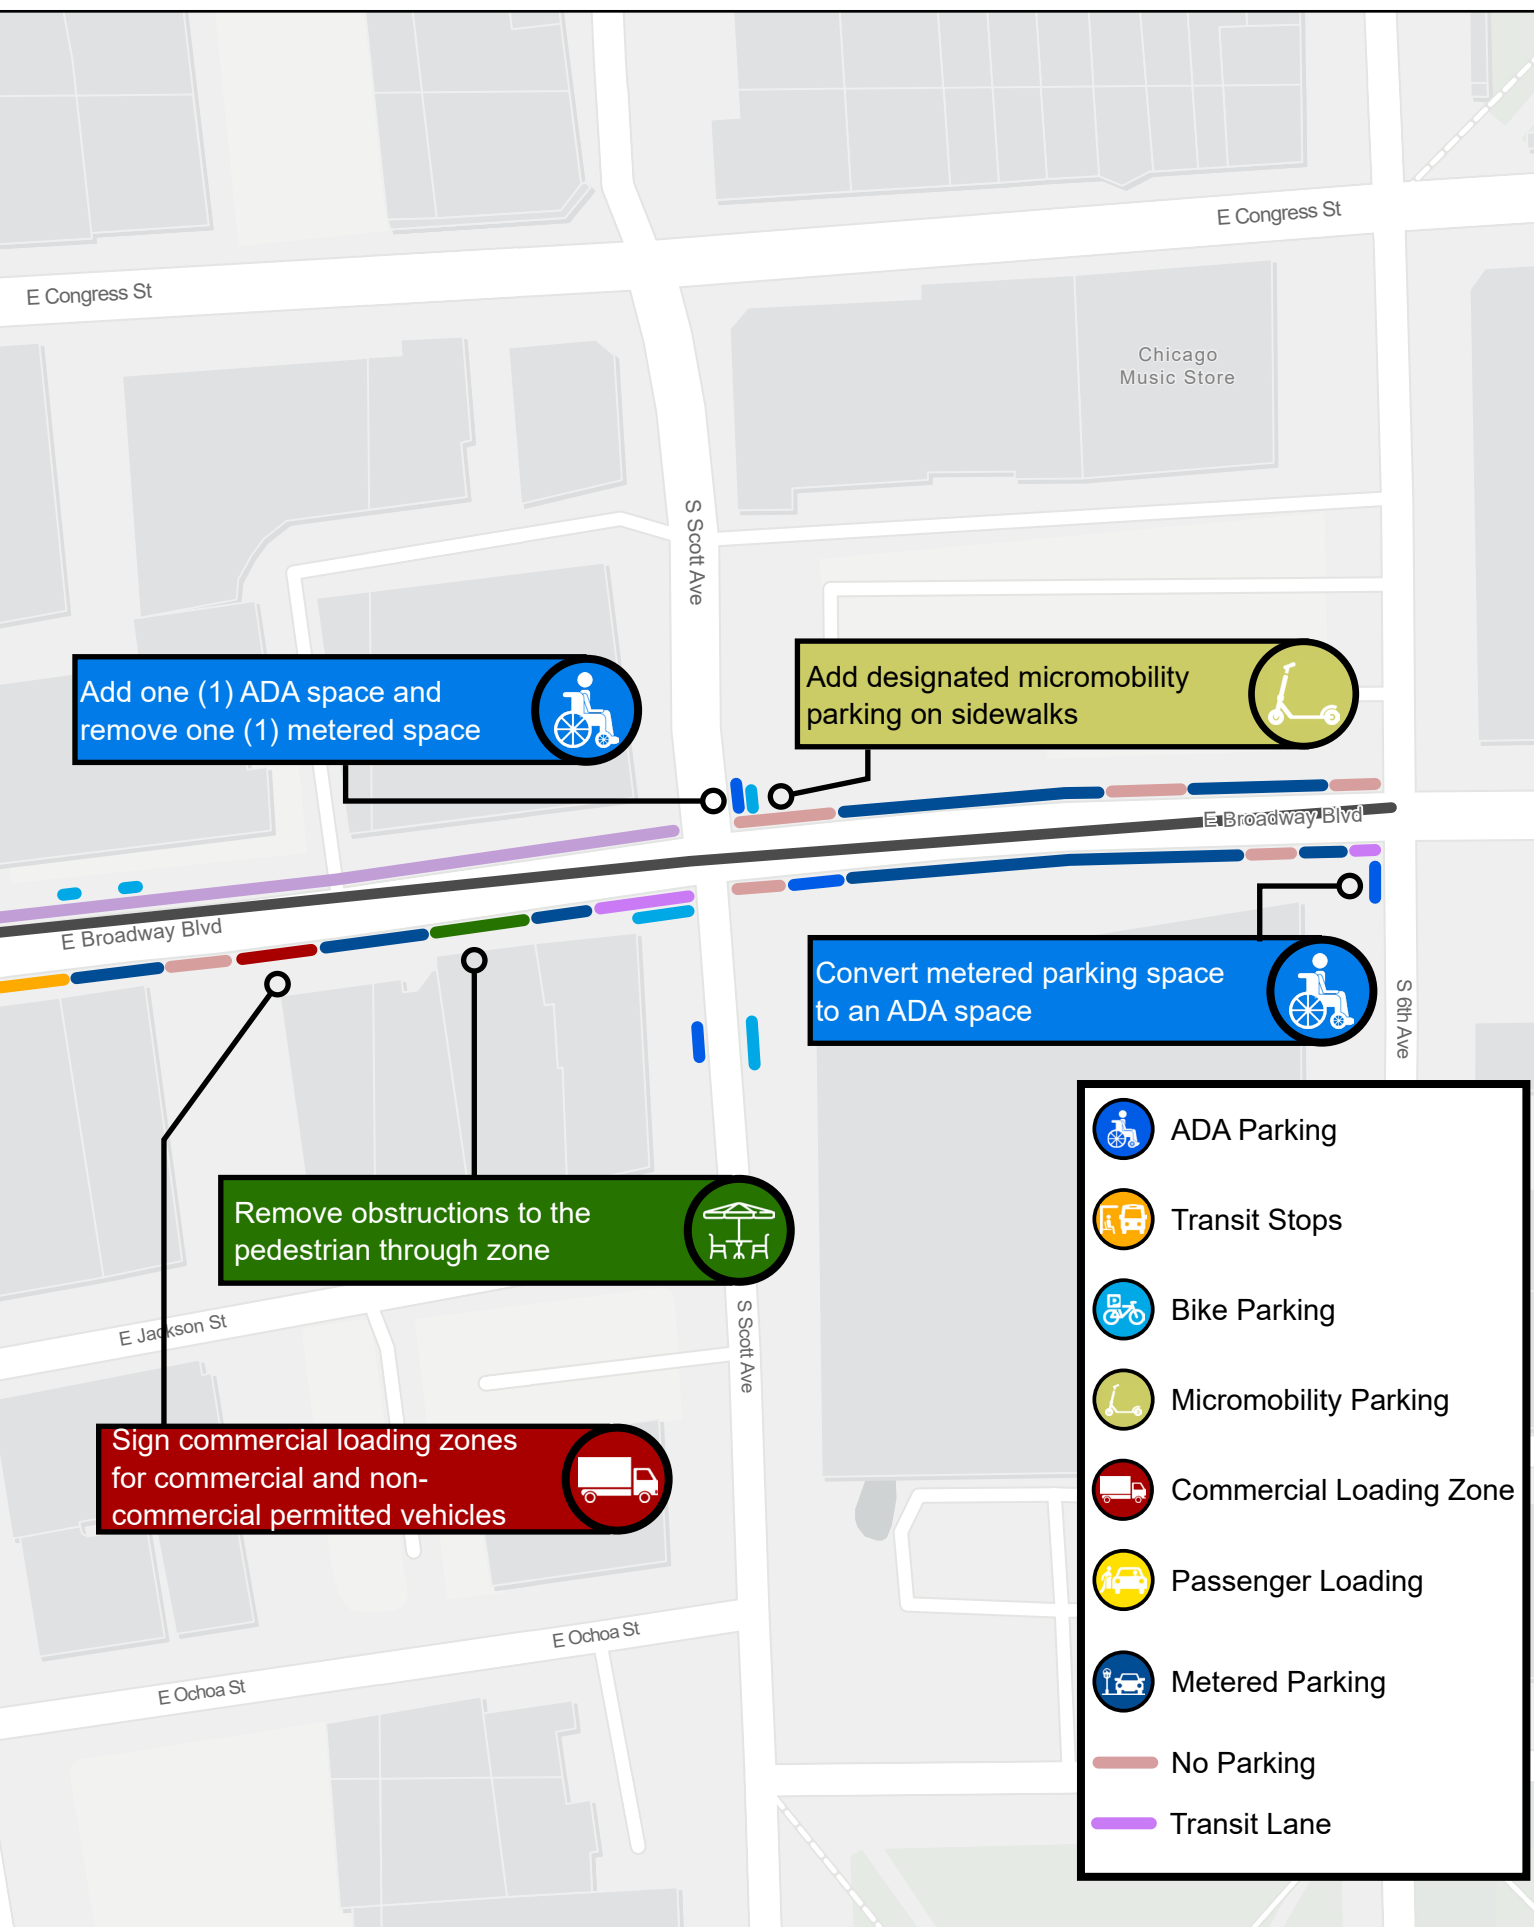 E Congress St
E Congress St
Chicago
Music Store
S Scott Ave
Add one (1) ADA space and
remove one (1) metered space
Add designated micromobility
parking on sidewalks
E Broadway Blvd
E Broadway Blvd
Convert metered parking space
to an ADA space
S 6th Ave
Remove obstructions to the
pedestrian through zone
S Scott Ave
E Jackson St
Sign commercial loading zones
for commercial and non-
commercial permitted vehicles
E Ochoa St
E Ochoa St
ADA Parking
Transit Stops
Bike Parking
Micromobility Parking
Commercial Loading Zone
Passenger Loading
Metered Parking
No Parking
Transit Lane